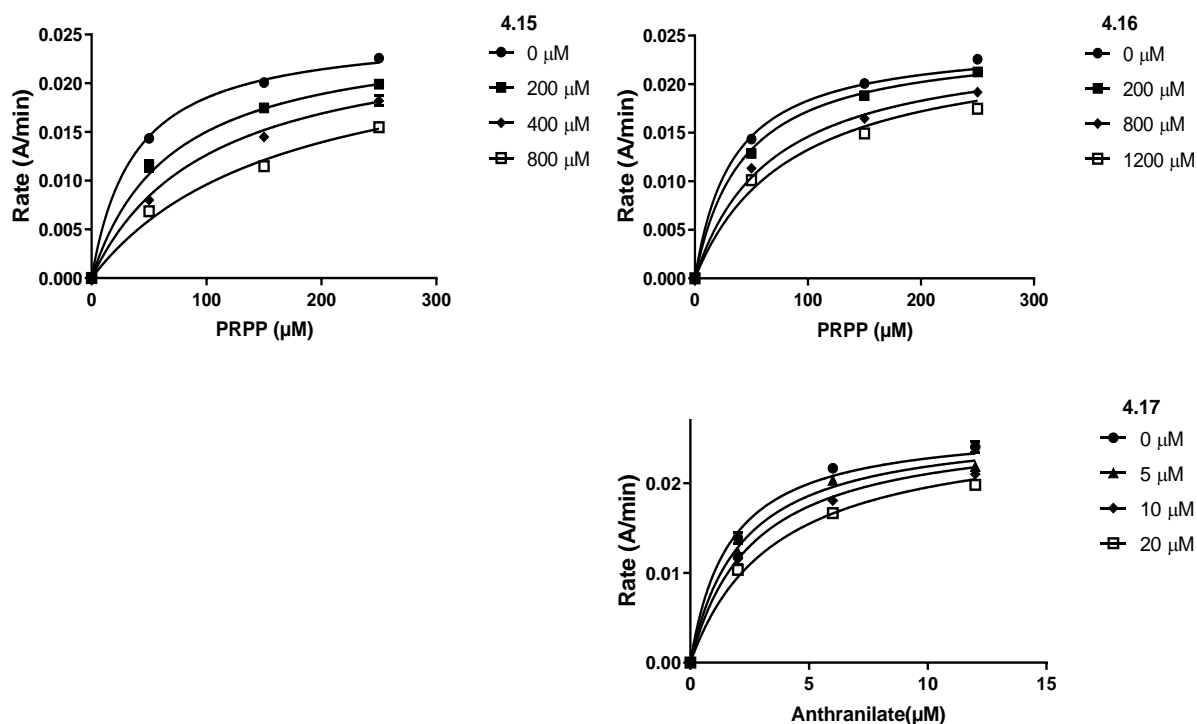 4.15
0 µM
200 µM
400 µM
800 µM
0.025
0.020
0.015
0.010
0.005
0.000
0
100
200
300
Rate (A/min)
PRPP (µM)
4.16
0 µM
200 µM
800 µM
1200 µM
0.025
0.020
0.015
0.010
0.005
0.000
0
100
200
300
Rate (A/min)
PRPP (µM)
4.17
0 µM
5 µM
10 µM
20 µM
0.02
0.01
0.00
0
5
10
15
Rate (A/min)
Anthranilate(µM)